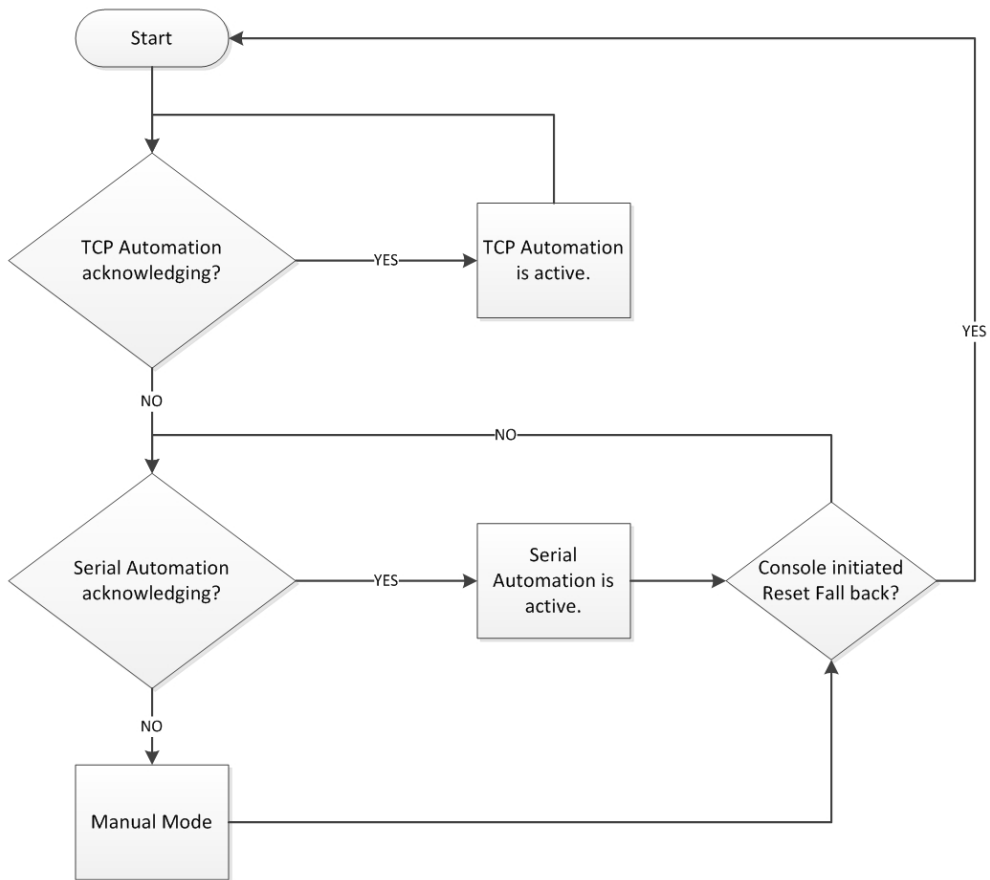 Start
TCP Automation
acknowledging?
YES
TCP Automation
is active.
YES
NO
NO
Serial Automation
acknowledging?
YES
Serial
Automation is
active.
Console initiated
Reset Fall back?
NO
Manual Mode